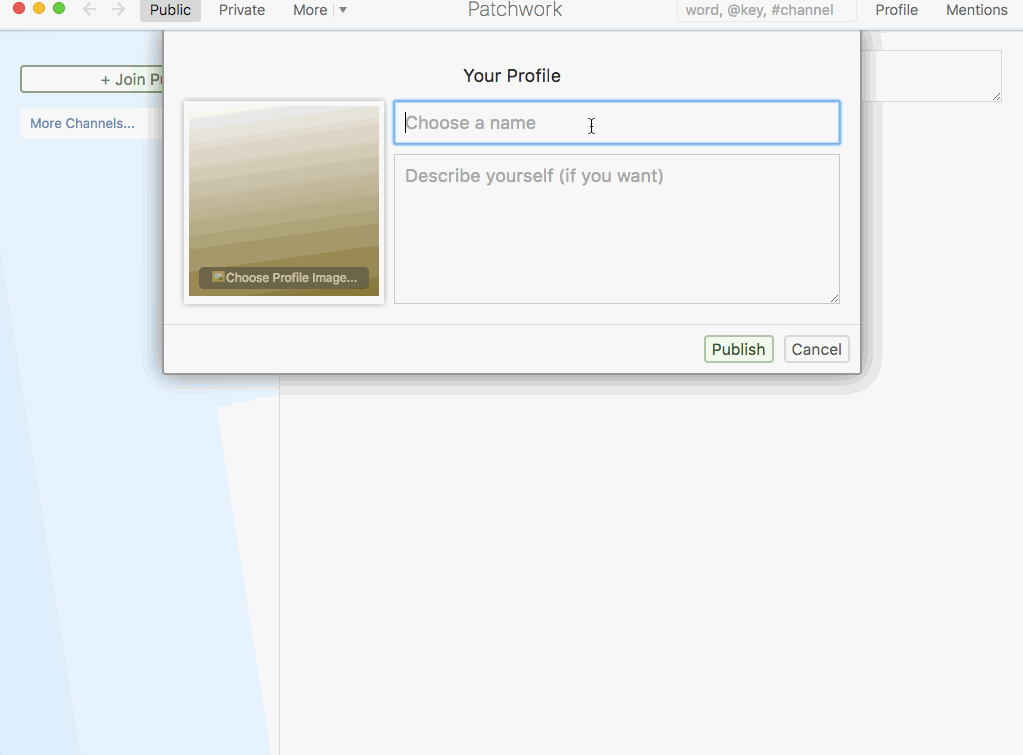 Public Private More Patchwork word, @key, #channel Profile Mentions
Your Profile
+ Join Pu
Choose a name
More Channels...
Describe yourself (if you want)
Choose Profile Image...
Publish Cancel